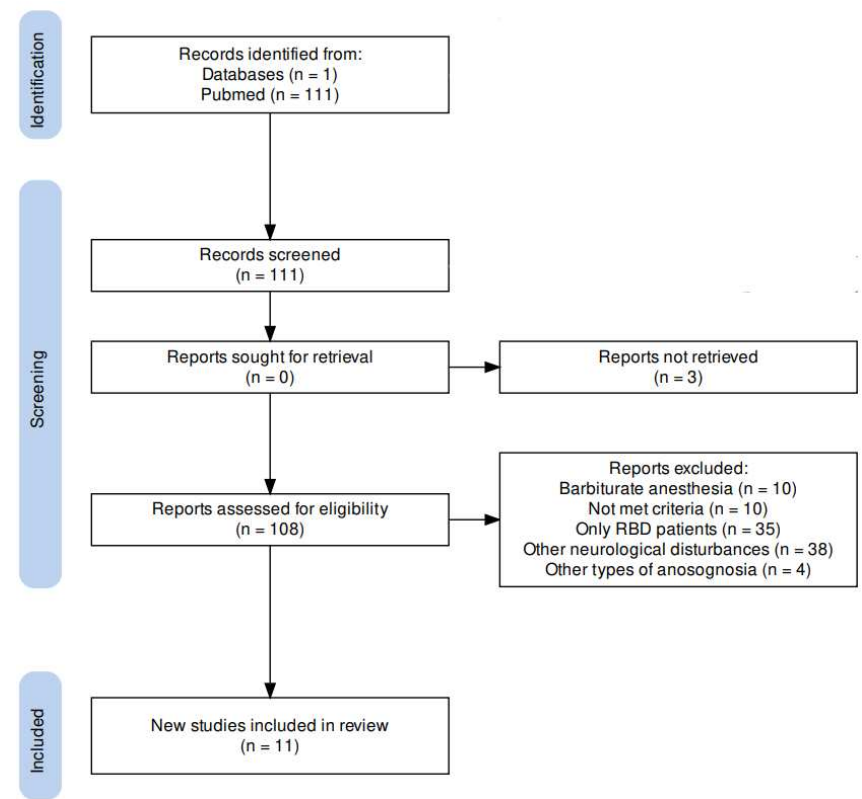 Identification
Records identified from:
Databases (n = 1)
Pubmed (n = 111)
Screening
Records screened
(n = 111)
Reports sought for retrieval
(n = 0)
Reports not retrieved
(n = 3)
Reports assessed for eligibility
(n = 108)
Reports excluded:
Barbiturate anesthesia (n = 10)
Not met criteria (n = 10)
Only RBD patients (n = 35)
Other neurological disturbances (n = 38)
Other types of anosognosia (n = 4)
Included
New studies included in review
(n = 11)